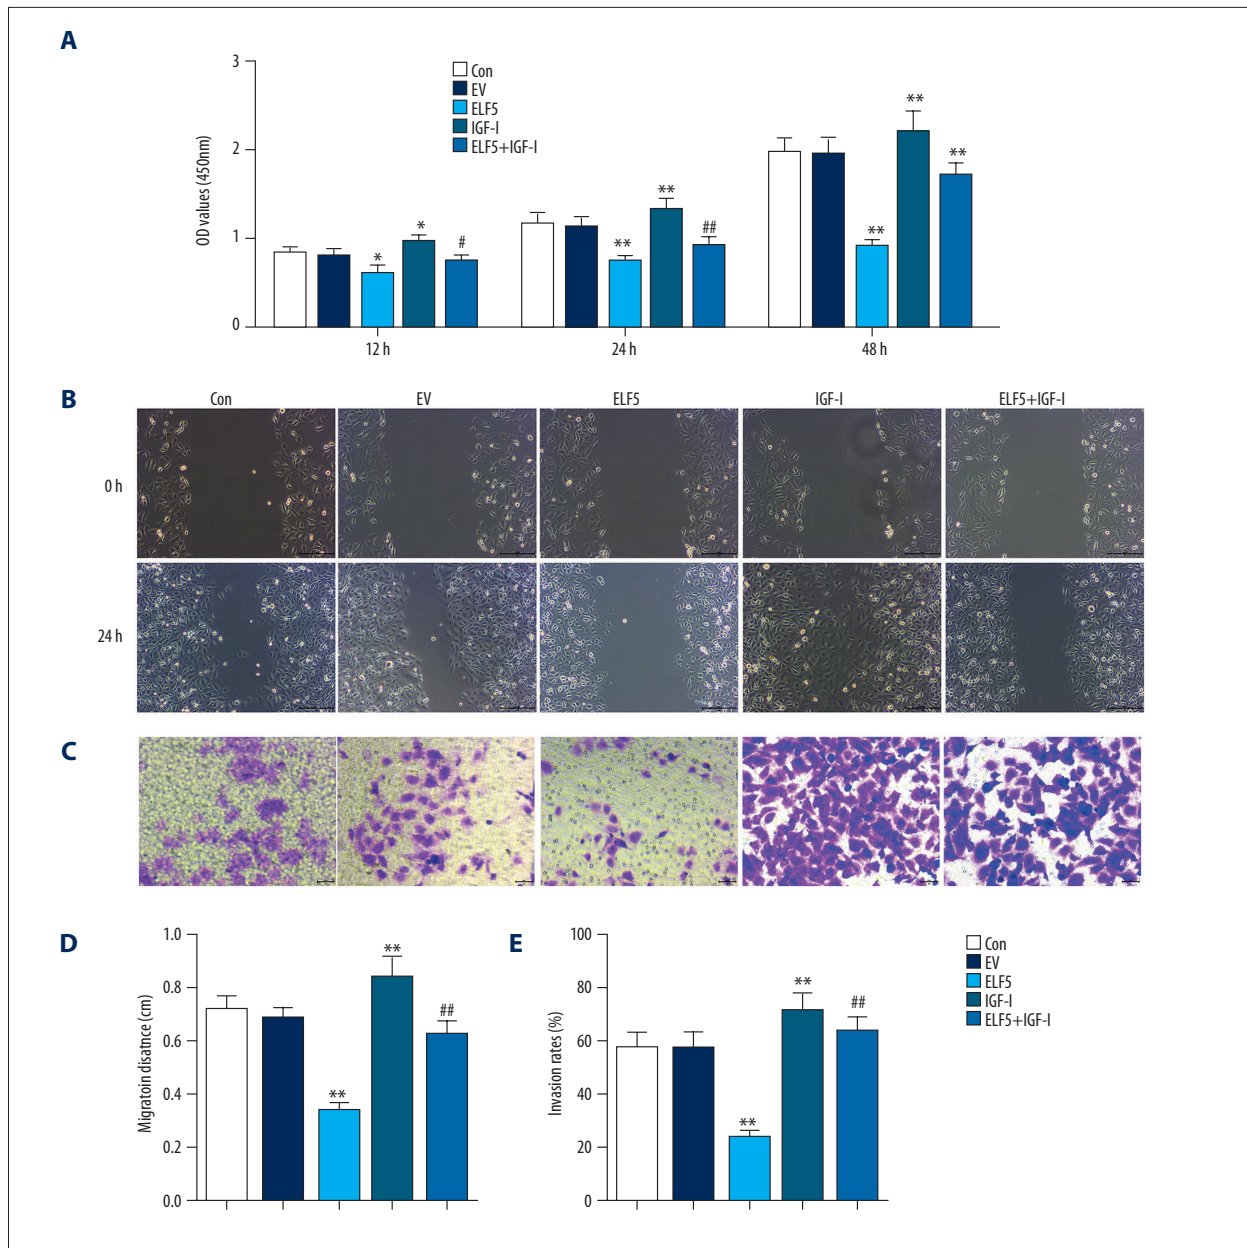 A
3
2
1
0
OD values (450nm)
Con
EV
ELF5
IGF-I
ELF5+IGF-I
*
*
#
**
**
##
**
**
**
12 h
24 h
48 h
B
Con
EV
ELF5
IGF-I
ELF5+IGF-I
0 h
24 h
C
D
1.0
0.8
0.6
0.4
0.2
0.0
Migratoin disatnce (cm)
**
**
##
E
100
80
60
40
20
0
Invasion rates (%)
**
**
##
Con
EV
ELF5
IGF-I
ELF5+IGF-I